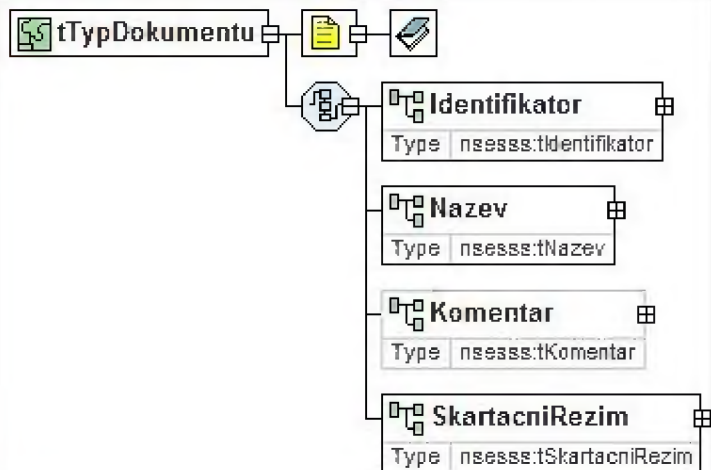 tTypDokumentu
Identifikator
Type nsesss:tIdentifikator
Nazev
Type nsesss:tNazev
Komentar
Type nsesss:tKomentar
SkartacniRezim
Type nsesss:tSkartacniRezim